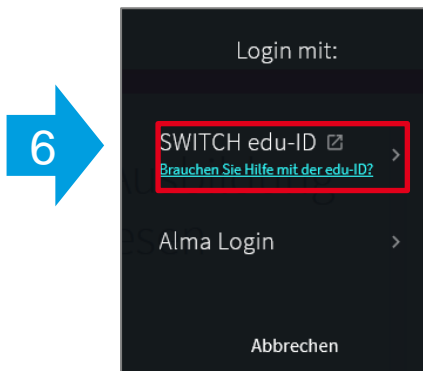 Login mit:
6
SWITCH edu-ID
Brauchen Sie Hilfe mit der edu-ID?
Alma Login
Abbrechen